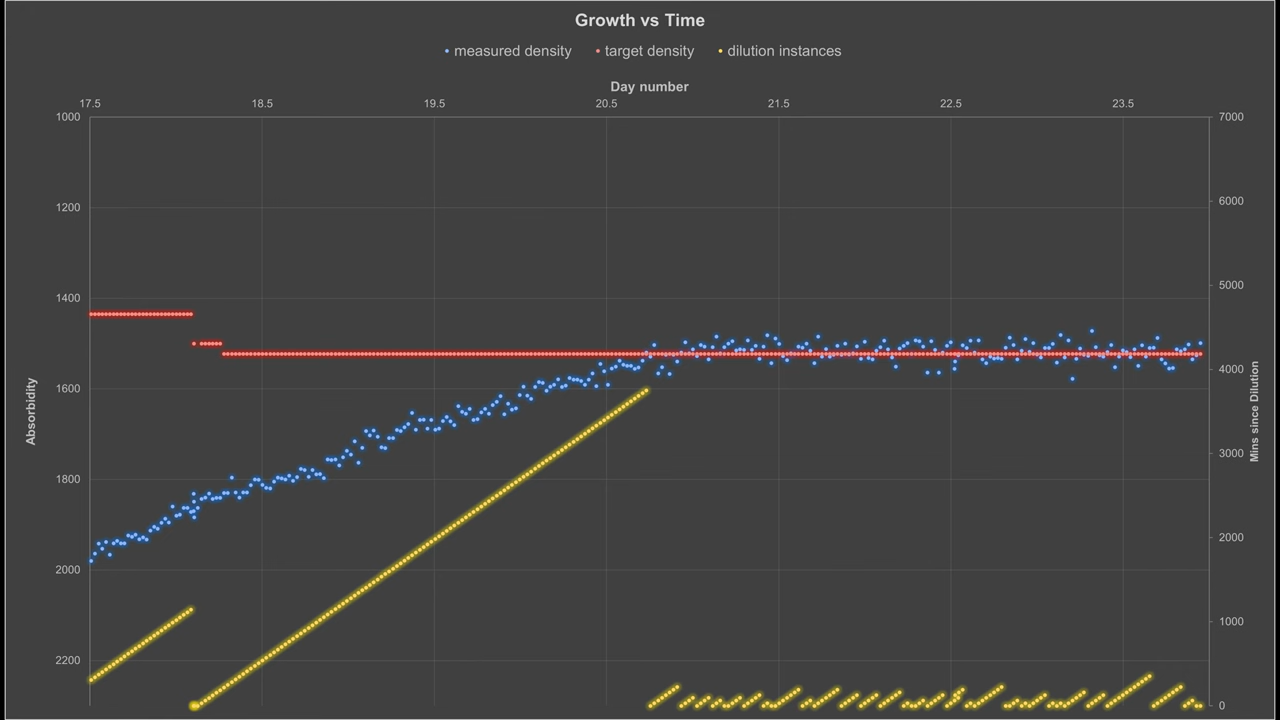 Growth vs Time
measured density target density dilution instances
Day number
17.5 18.5 19.5 20.5 21.5 22.5 23.5
1000 7000
1200 6000
1400 5000
1600 4000
1800 3000
2000 2000
2200 1000
0
Absorbidity
Mins since Dilution